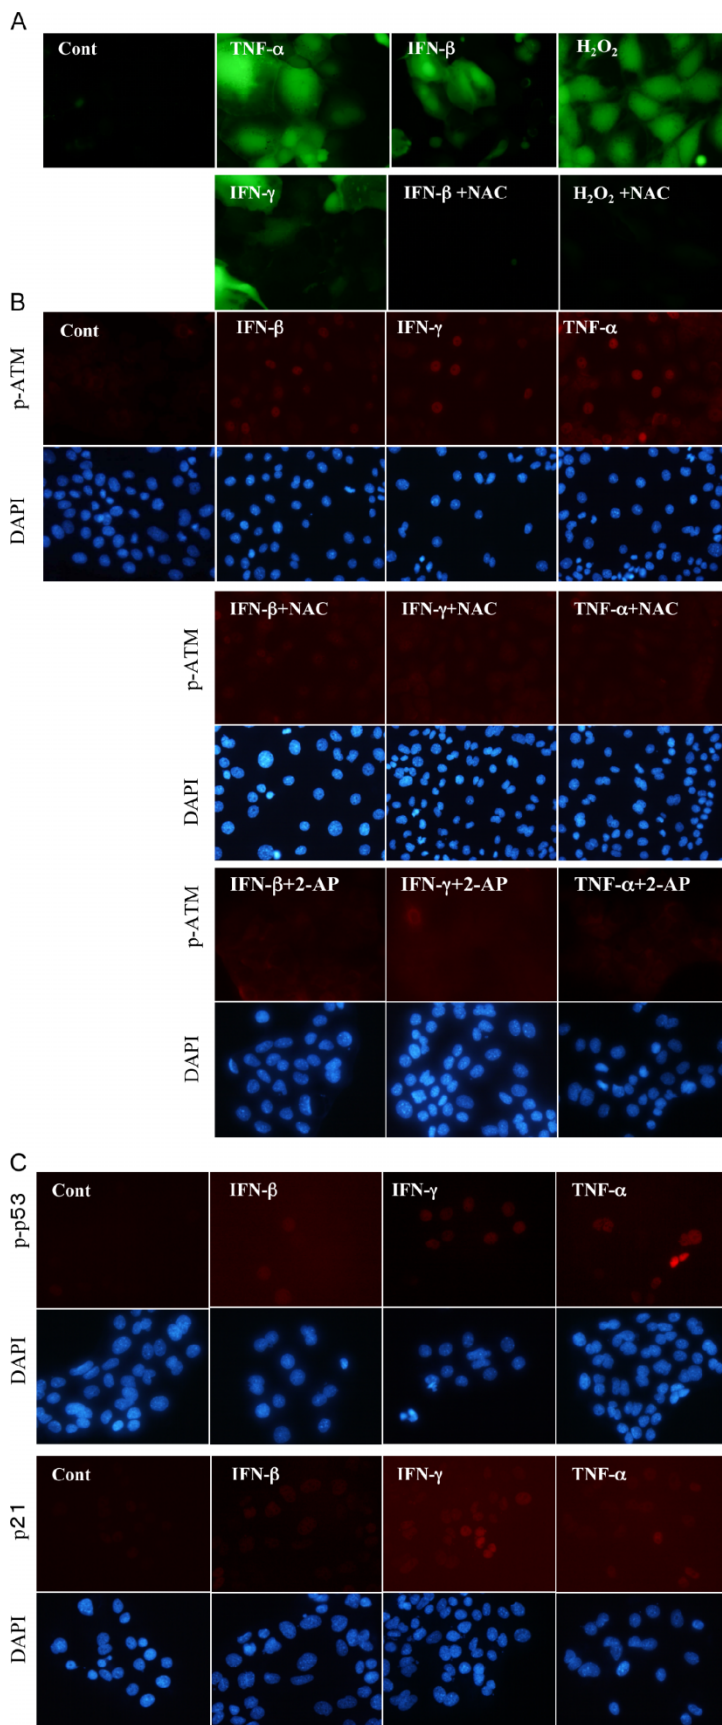 A
Cont
TNF-α
IFN-β
H₂O₂
IFN-γ
IFN-β +NAC
H₂O₂ +NAC
B
p-ATM
Cont
IFN-β
IFN-γ
TNF-α
DAPI
p-ATM
IFN-β+NAC
IFN-γ+NAC
TNF-α+NAC
DAPI
p-ATM
IFN-β+2-AP
IFN-γ+2-AP
TNF-α+2-AP
DAPI
C
p-p53
Cont
IFN-β
IFN-γ
TNF-α
DAPI
p21
Cont
IFN-β
IFN-γ
TNF-α
DAPI